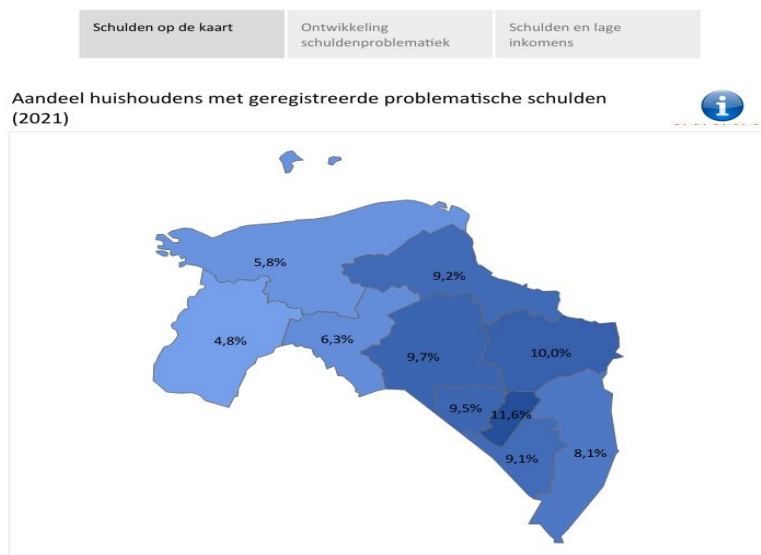 Schulden op de kaart
Ontwikkeling
schuldenproblematiek
Schulden en lage
inkomens
Aandeel huishoudens met geregistreerde problematische schulden
(2021)
i
5,8%
9,2%
4,8%
6,3%
9,7%
10,0%
9,5%
11,6%
9,1%
8,1%